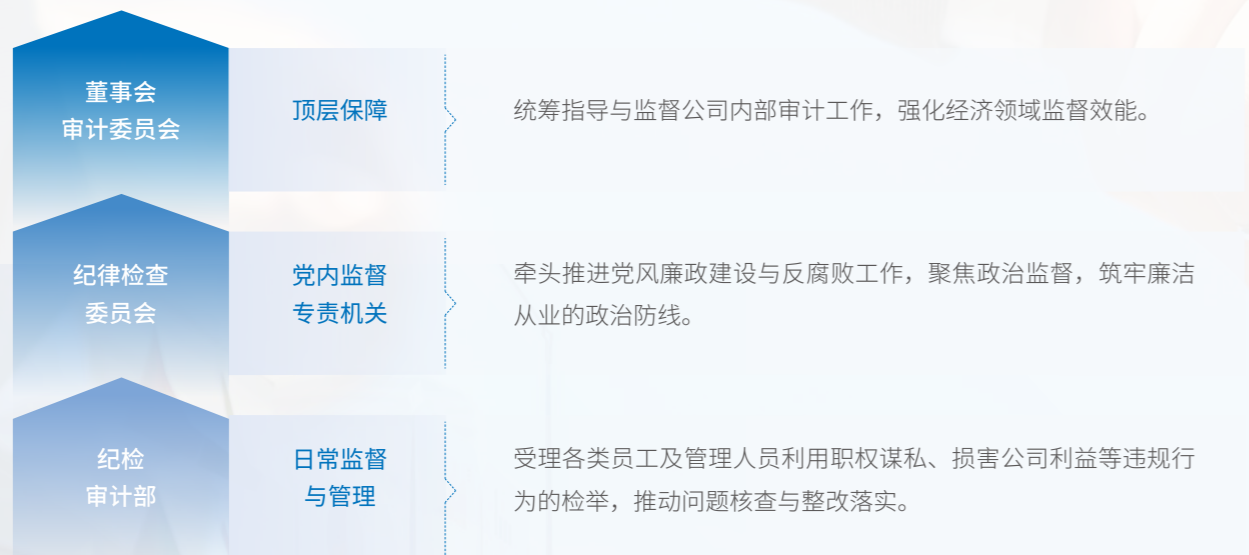 董事会
审计委员会
顶层保障
统筹指导与监督公司内部审计工作，强化经济领域监督效能。
纪律检查
委员会
党内监督
专责机关
牵头推进党风廉政建设与反腐败工作，聚焦政治监督，筑牢廉洁
从业的政治防线。
纪检
审计部
日常监督
与管理
受理各类员工及管理人员利用职权谋私、损害公司利益等违规行
为的检举，推动问题核查与整改落实。